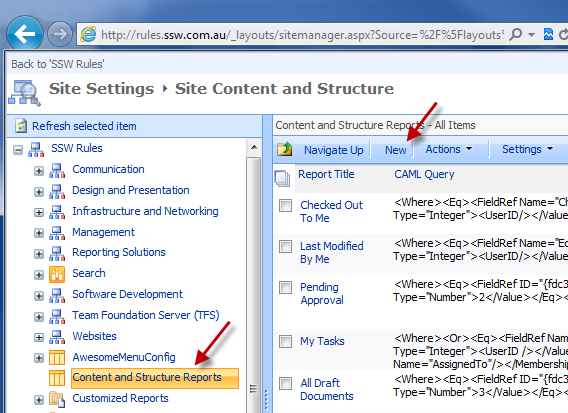 http://rules.ssw.com.au/_layouts/sitemanager.aspx?Source=%2F%5Flayouts
Back to 'SSW Rules'
Site Settings ▸ Site Content and Structure
Refresh selected item
SSW Rules
Communication
Design and Presentation
Infrastructure and Networking
Management
Reporting Solutions
Search
Software Development
Team Foundation Server (TFS)
Websites
AwesomeMenuConfig
Content and Structure Reports
Customized Reports
Content and Structure Reports - All Items
Navigate Up New Actions Settings
Report Title CAML Query
Checked Out
To Me
<Where><Eq><FieldRef Name="Ch
Type="Integer"><UserID/></Value
Last Modified
By Me
<Where><Eq><FieldRef Name="Ed
Type="Integer"><UserID/></Value
Pending
Approval
<Where><Eq><FieldRef ID="{fdc3
Type="Number">2</Value></Eq><
My Tasks
<Where><Or><Eq><FieldRef Name
Type="Integer"><UserID /></Value
Name="AssignedTo"/></Membership
All Draft
Documents
<Where><Eq><FieldRef ID="{fdc3
Type="Number">3</Value></Eq><